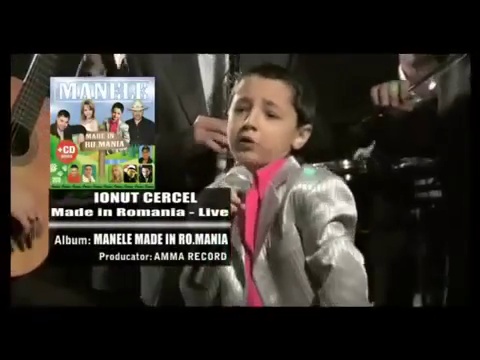 MANELE
MADE IN
RO.MANIA
+CD
IONUT CERCEL
Made in Romania - Live
Album: MANELE MADE IN RO.MANIA
Producator: AMMA RECORD